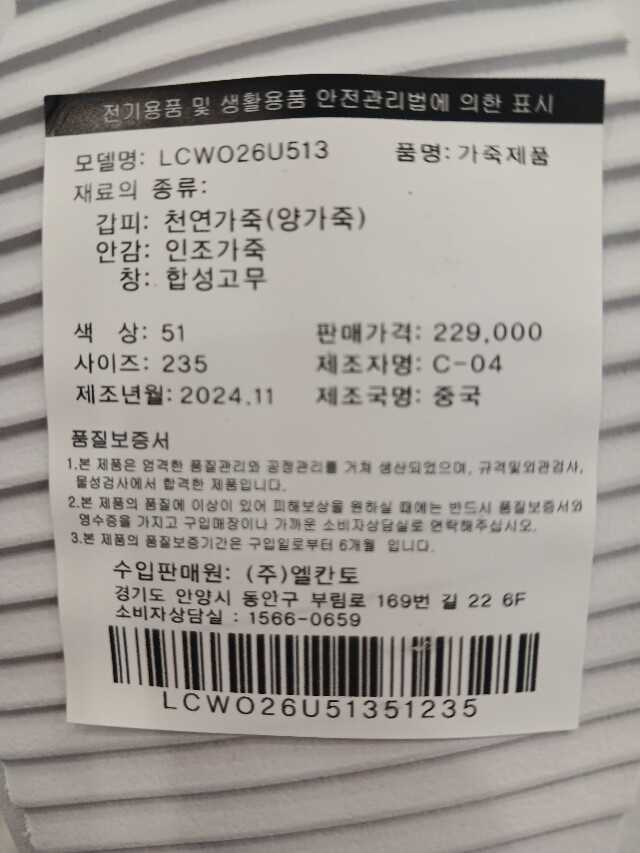 전기용품 및 생활용품 안전관리법에 의한 표시
모델명: LCWO26U513 품명: 가죽제품
재료의 종류:
갑피: 천연가죽(양가죽)
안감: 인조가죽
창: 합성고무
색 상: 51 판매가격: 229,000
사이즈: 235 제조자명: C-04
제조년월: 2024.11 제조국명: 중국
품질보증서
1.본 제품은 엄격한 품질관리와 공정관리를 거쳐 생산되었으며, 규격및외관검사,
물성검사에서 합격한 제품입니다.
2.본 제품의 품질에 이상이 있어 피해보상을 원하실 때에는 반드시 품질보증서와
영수증을 가지고 구입매장이나 가까운 소비자상담실로 연락해주십시오.
3.본 제품의 품질보증기간은 구입일로부터 6개월 입니다.
수입판매원: (주)엘칸토
경기도 안양시 동안구 부림로 169번 길 22 6F
소비자상담실 : 1566-0659
LCWO26U51351235